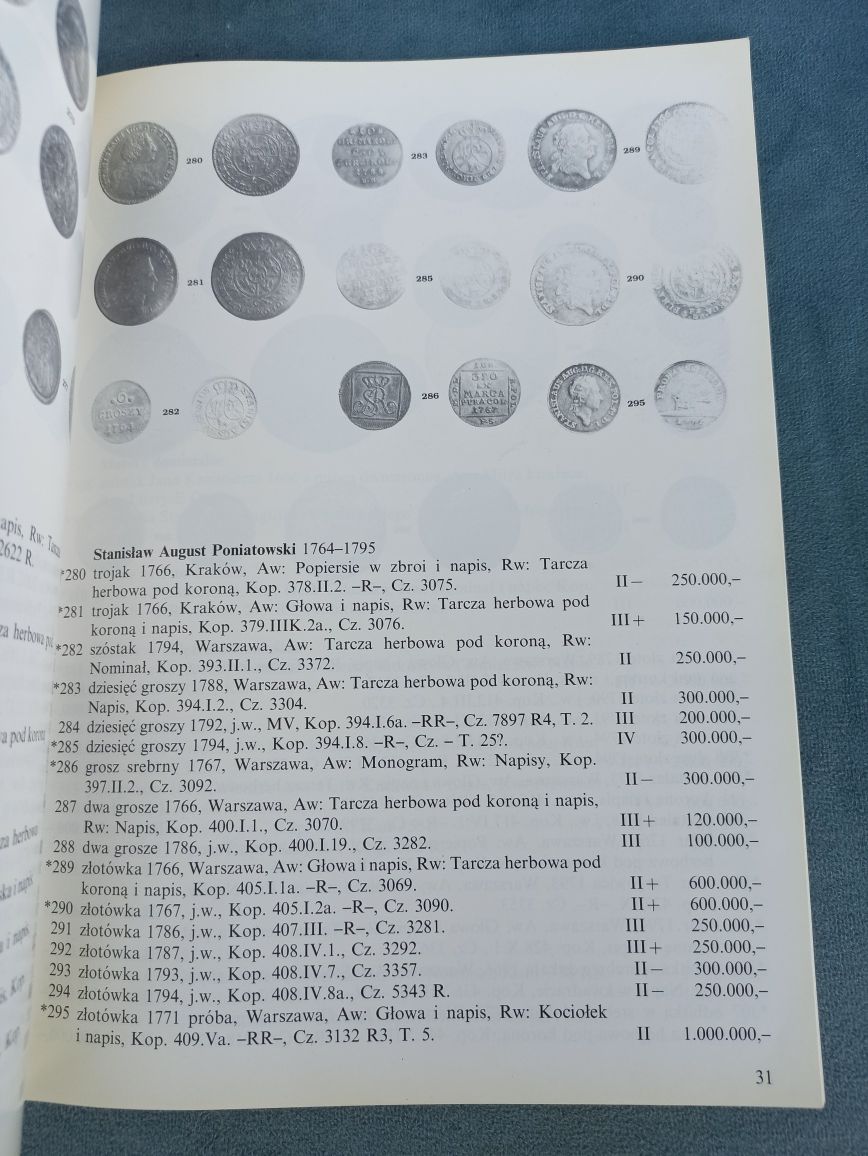 280
283
289
281
285
290
282
286
295
6
GROSZY
1794
Stanisław August Poniatowski 1764–1795
*280 trojak 1766, Kraków, Aw: Popiersie w zbroi i napis, Rw: Tarcza
herbowa pod koroną, Kop. 378.II.2. –R–, Cz. 3075. II– 250.000,–
*281 trojak 1766, Kraków, Aw: Głowa i napis, Rw: Tarcza herbowa pod
koroną i napis, Kop. 379.IIIK.2a., Cz. 3076. III+ 150.000,–
*282 szóstak 1794, Warszawa, Aw: Tarcza herbowa pod koroną, Rw:
Nominał, Kop. 393.II.1., Cz. 3372. II 250.000,–
*283 dziesięć groszy 1788, Warszawa, Aw: Tarcza herbowa pod koroną, Rw:
Napis, Kop. 394.I.2., Cz. 3304. II 300.000,–
284 dziesięć groszy 1792, j.w., MV, Kop. 394.I.6a. –RR–, Cz. 7897 R4, T. 2. III 200.000,–
*285 dziesięć groszy 1794, j.w., Kop. 394.I.8. –R–, Cz. – T. 25?. IV 300.000,–
*286 grosz srebrny 1767, Warszawa, Aw: Monogram, Rw: Napisy, Kop.
397.II.2., Cz. 3092. II– 300.000,–
287 dwa grosze 1766, Warszawa, Aw: Tarcza herbowa pod koroną i napis,
Rw: Napis, Kop. 400.I.1., Cz. 3070. III+ 120.000,–
288 dwa grosze 1786, j.w., Kop. 400.I.19., Cz. 3282. III 100.000,–
*289 złotówka 1766, Warszawa, Aw: Głowa i napis, Rw: Tarcza herbowa pod
koroną i napis, Kop. 405.I.1a. –R–, Cz. 3069. II+ 600.000,–
*290 złotówka 1767, j.w., Kop. 405.I.2a. –R–, Cz. 3090. II+ 600.000,–
291 złotówka 1786, j.w., Kop. 407.III. –R–, Cz. 3281. III 250.000,–
292 złotówka 1787, j.w., Kop. 408.IV.1., Cz. 3292. III+ 250.000,–
293 złotówka 1793, j.w., Kop. 408.IV.7., Cz. 3357. II– 300.000,–
294 złotówka 1794, j.w., Kop. 408.IV.8a., Cz. 5343 R. II– 250.000,–
*295 złotówka 1771 próba, Warszawa, Aw: Głowa i napis, Rw: Kociołek
i napis, Kop. 409.Va. –RR–, Cz. 3132 R3, T. 5. II 1.000.000,–
31